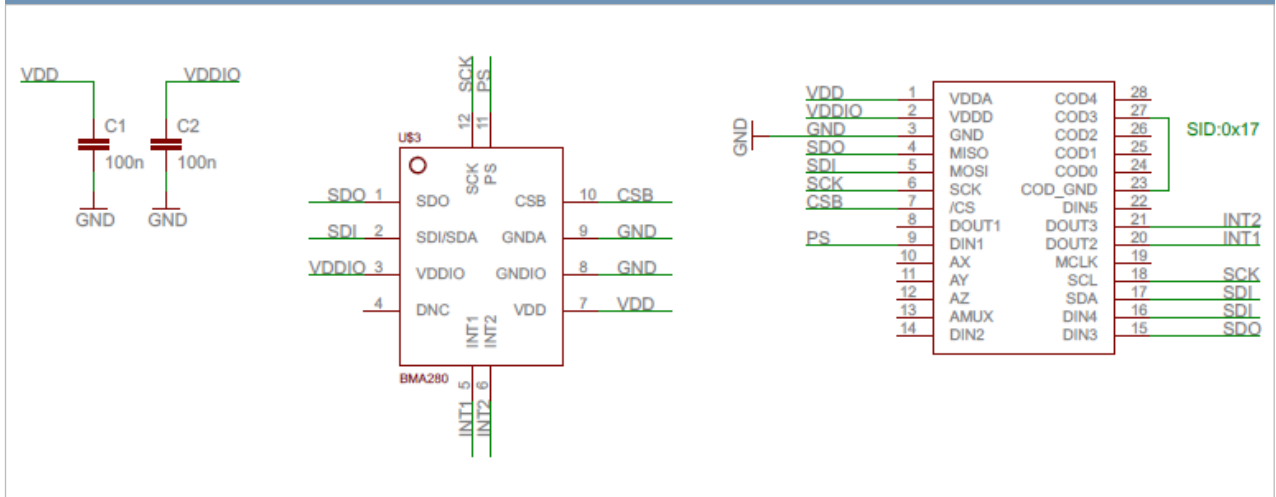 VDD
VDDIO
C1
100n
C2
100n
GND
GND
SCK
PS
12
11
U$3
SCK
PS
SDO 1 SDO
CSB 10 CSB
SDI 2 SDI/SDA
GNDA 9 GND
VDDIO 3 VDDIO
GNDIO 8 GND
4 DNC
VDD 7 VDD
INT1
INT2
BMA280
5
6
INT1
INT2
GND
VDD 1 VDDA
COD4 28
VDDIO 2 VDDD
COD3 27
GND 3 GND
COD2 26
SID:0x17
SDO 4 MISO
COD1 25
SDI 5 MOSI
COD0 24
SCK 6 SCK
COD_GND 23
CSB 7 /CS
DIN5 22
8 DOUT1
DOUT3 21 INT2
PS 9 DIN1
DOUT2 20 INT1
10 AX
MCLK 19
11 AY
SCL 18 SCK
12 AZ
SDA 17 SDI
13 AMUX
DIN4 16 SDI
14 DIN2
DIN3 15 SDO